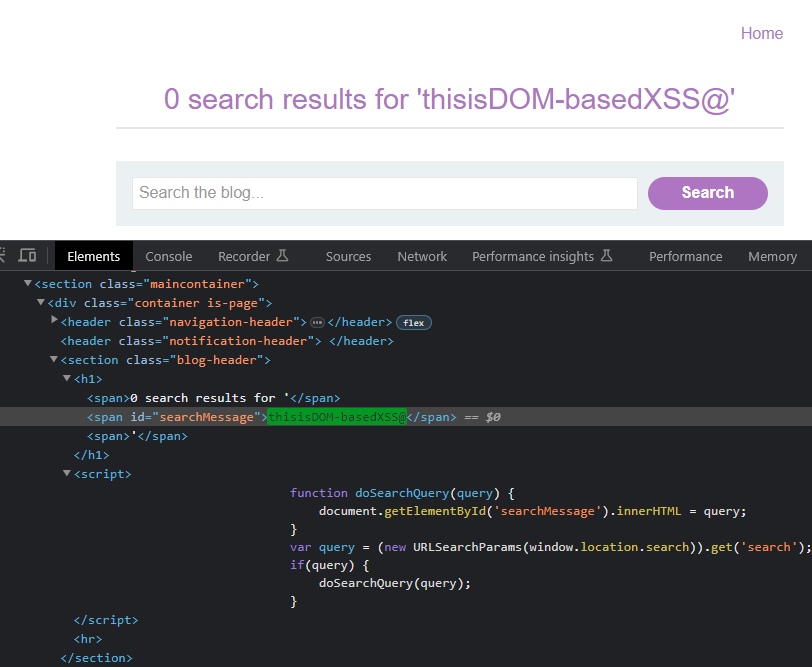 Home
0 search results for 'thisisDOM-basedXSS@'
Search the blog...
Search
Elements Console Recorder Sources Network Performance insights Performance Memory
<section class="maincontainer">
<div class="container is-page">
<header class="navigation-header"> ••• </header> flex
<header class="notification-header"> </header>
<section class="blog-header">
<h1>
<span>0 search results for '</span>
<span id="searchMessage">thisisDOM-basedXSS@</span> == $0
<span>'</span>
</h1>
<script>
function doSearchQuery(query) {
document.getElementById('searchMessage').innerHTML = query;
}
var query = (new URLSearchParams(window.location.search)).get('search');
if(query) {
doSearchQuery(query);
}
</script>
<hr>
</section>